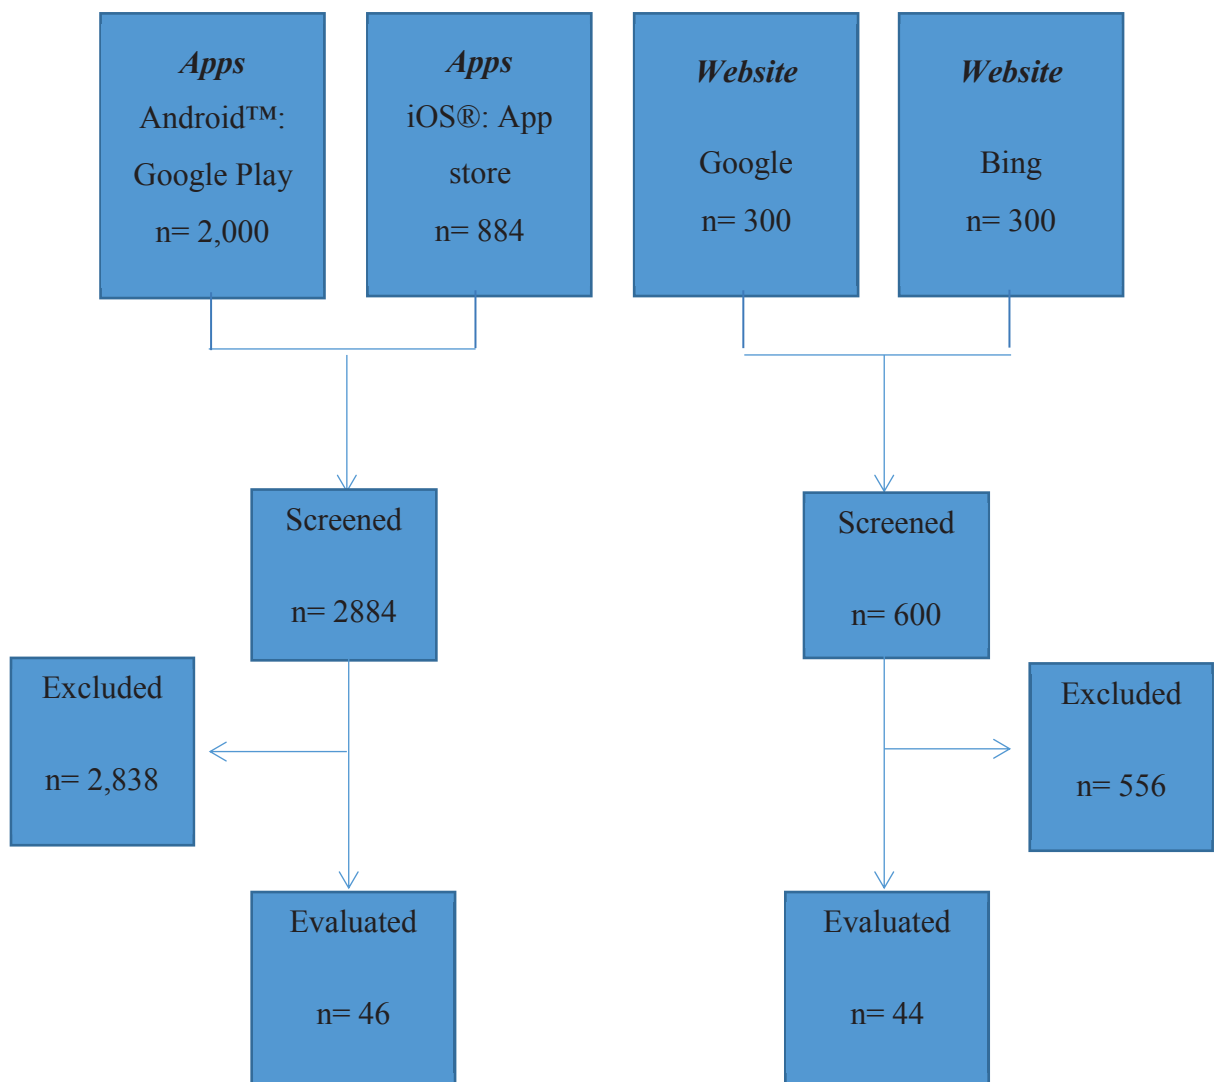 Apps
Android™:
Google Play
n= 2,000
Apps
iOS®: App
store
n= 884
Website
Google
n= 300
Website
Bing
n= 300
Screened
n= 2884
Screened
n= 600
Excluded
n= 2,838
Excluded
n= 556
Evaluated
n= 46
Evaluated
n= 44